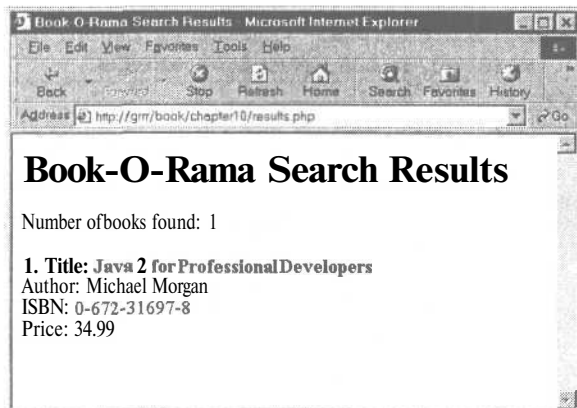 Book-O-Rama Search Results - Microsoft Internet Explorer
File Edit View Favorites Tools Help
Back Forward Stop Refresh Home Search Favorites History
Address http://grrr/book/chapter10/results.php Go
Book-O-Rama Search Results
Number of books found: 1
1. Title: Java 2 for Professional Developers
Author: Michael Morgan
ISBN: 0-672-31697-8
Price: 34.99